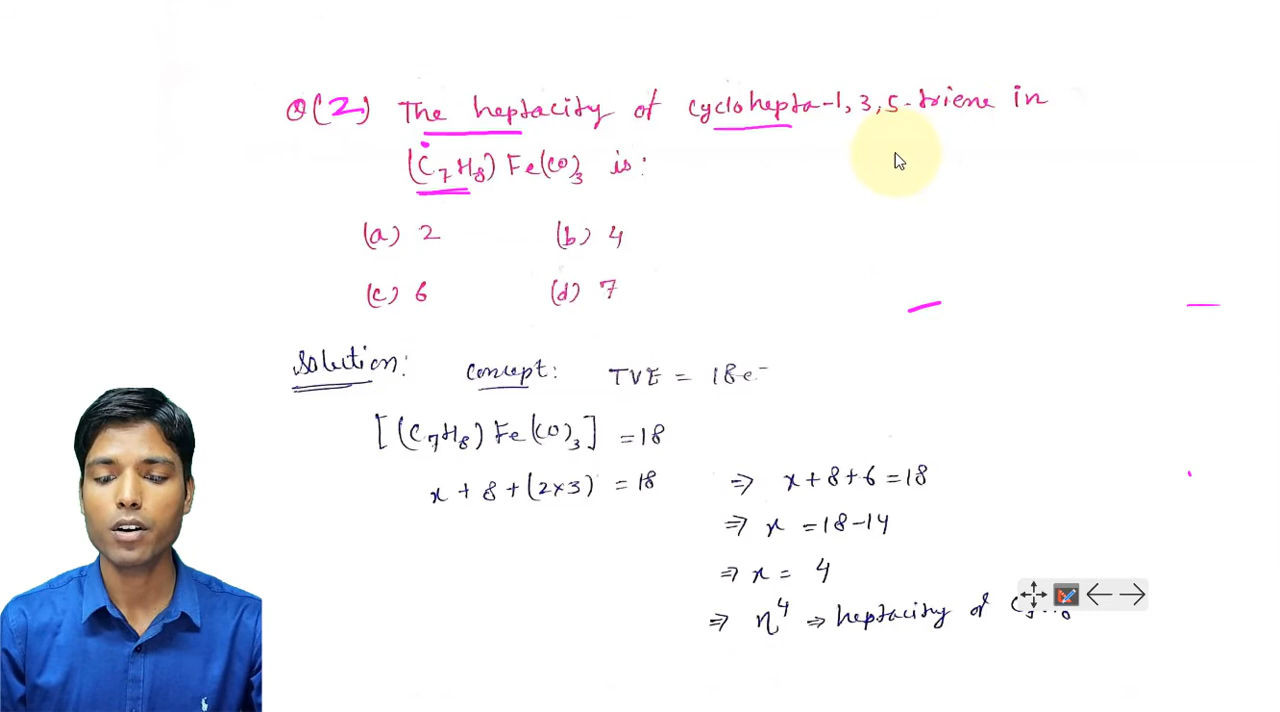 Q(2) The heptacity of cyclohepta-1,3,5-triene in
(C₇H₈) Fe(CO)₃ is:
(a) 2 (b) 4
(c) 6 (d) 7
Solution: Concept: TVE = 18e⁻
[(C₇H₈) Fe(CO)₃] = 18
x + 8 + (2×3) = 18 ⇒ x + 8 + 6 = 18
⇒ x = 18 - 14
⇒ x = 4
⇒ η⁴ ⇒ heptacity of